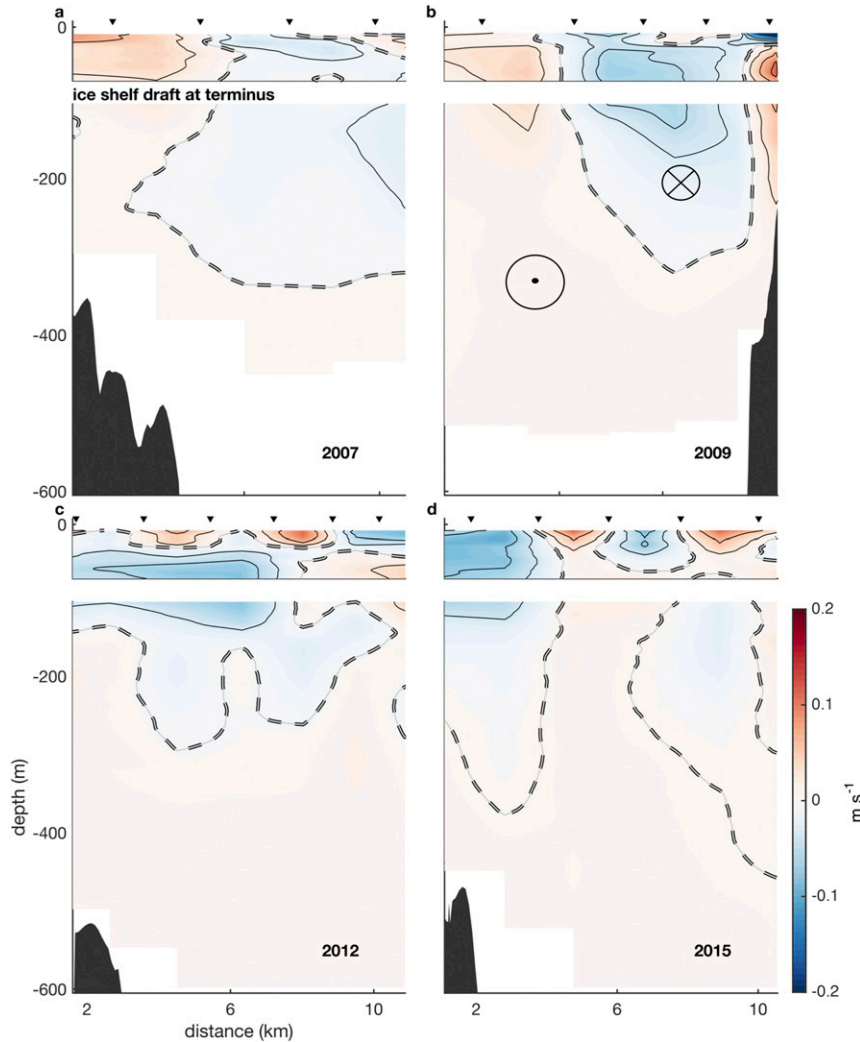 a
b
0
ice shelf draft at terminus
-200
-400
-600
2007
2009
c
d
0
-200
-400
-600
depth (m)
2012
2015
2
6
10
distance (km)
2
6
10
0.2
0.1
0
-0.1
-0.2
m s⁻¹